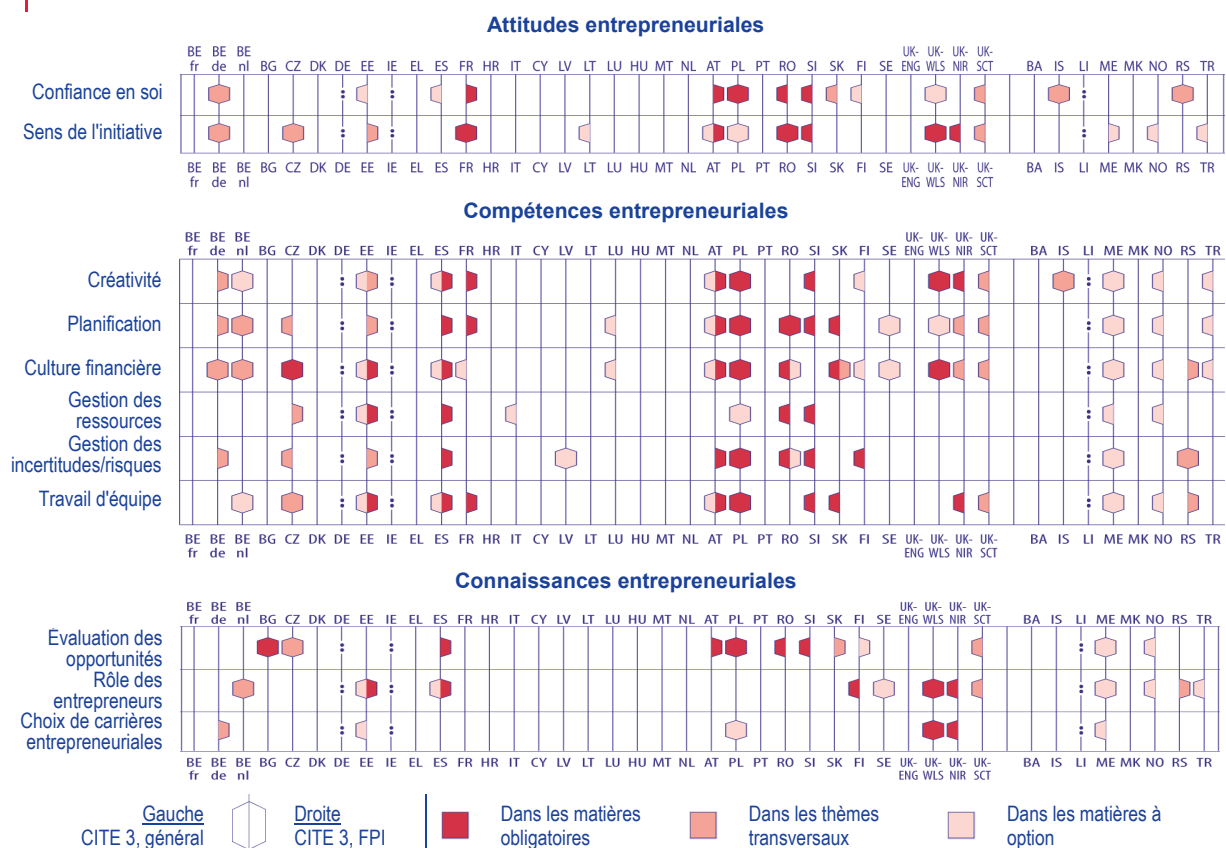 Attitudes entrepreneuriales
BE fr BE de BE nl BG CZ DK DE EE IE EL ES FR HR IT CY LV LT LU HU MT NL AT PL PT RO SI SK FI SE UK-ENG UK-WLS UK-NIR UK-SCT BA IS LI ME MK NO RS TR
Confiance en soi
Sens de l'initiative
BE fr BE de BE nl BG CZ DK DE EE IE EL ES FR HR IT CY LV LT LU HU MT NL AT PL PT RO SI SK FI SE UK-ENG UK-WLS UK-NIR UK-SCT BA IS LI ME MK NO RS TR
Compétences entrepreneuriales
BE fr BE de BE nl BG CZ DK DE EE IE EL ES FR HR IT CY LV LT LU HU MT NL AT PL PT RO SI SK FI SE UK-ENG UK-WLS UK-NIR UK-SCT BA IS LI ME MK NO RS TR
Créativité
Planification
Culture financière
Gestion des
ressources
Gestion des
incertitudes/risques
Travail d'équipe
BE fr BE de BE nl BG CZ DK DE EE IE EL ES FR HR IT CY LV LT LU HU MT NL AT PL PT RO SI SK FI SE UK-ENG UK-WLS UK-NIR UK-SCT BA IS LI ME MK NO RS TR
Connaissances entrepreneuriales
BE fr BE de BE nl BG CZ DK DE EE IE EL ES FR HR IT CY LV LT LU HU MT NL AT PL PT RO SI SK FI SE UK-ENG UK-WLS UK-NIR UK-SCT BA IS LI ME MK NO RS TR
Évaluation des
opportunités
Rôle des
entrepreneurs
Choix de carrières
entrepreneuriales
BE fr BE de BE nl BG CZ DK DE EE IE EL ES FR HR IT CY LV LT LU HU MT NL AT PL PT RO SI SK FI SE UK-ENG UK-WLS UK-NIR UK-SCT BA IS LI ME MK NO RS TR
Gauche
CITE 3, général
Droite
CITE 3, FPI
Dans les matières
obligatoires
Dans les thèmes
transversaux
Dans les matières à
option